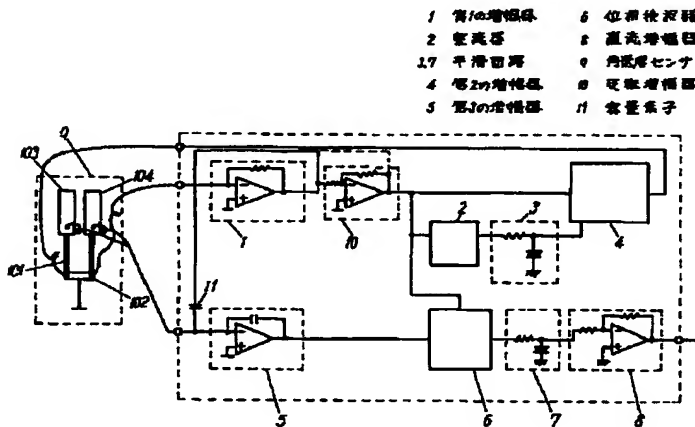 1 第1の増幅器
2 整流器
3,7 平滑回路
4 第2の増幅器
5 第3の増幅器
6 位相検波器
8 直流増幅器
9 角速度センサ
10 反転増幅器
11 容量素子
9
103
104
101
102
1
10
2
3
4
11
5
6
7
8